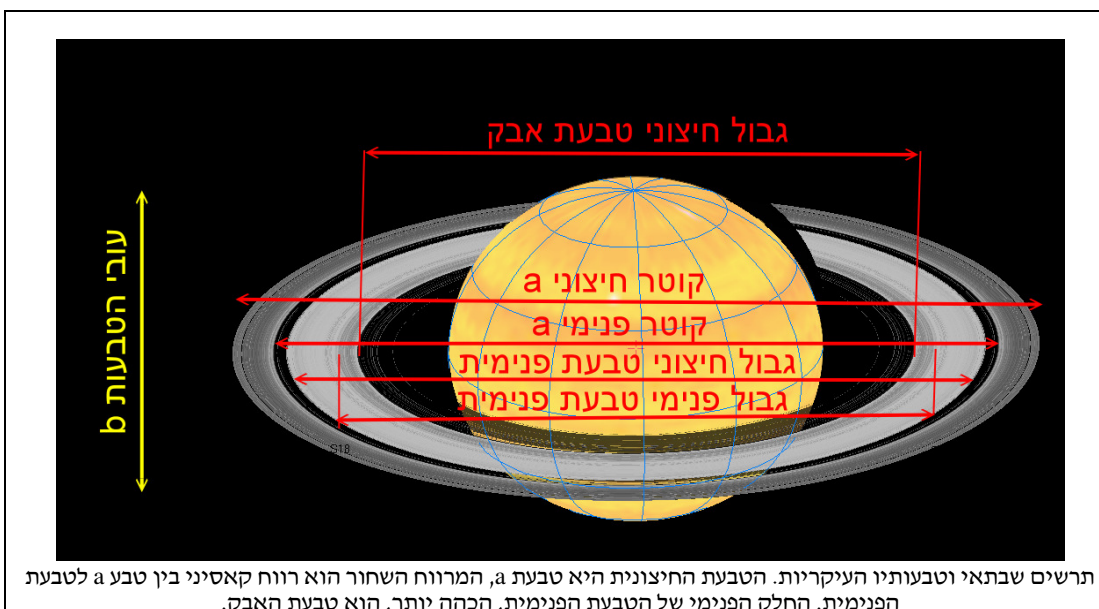 גבול חיצוני טבעת אבק
עובי הטבעות b
קוטר חיצוני a
קוטר פנימי a
גבול חיצוני טבעת פנימית
גבול פנימי טבעת פנימית
S18
תרשים שבתאי וטבעותיו העיקריות. הטבעת החיצונית היא טבעת a, המרווח השחור הוא רווח קאסיני בין טבע a לטבעת
הפנימית. החלק הפנימי של הטבעת הפנימית, הכהה יותר, הוא טבעת האבק.